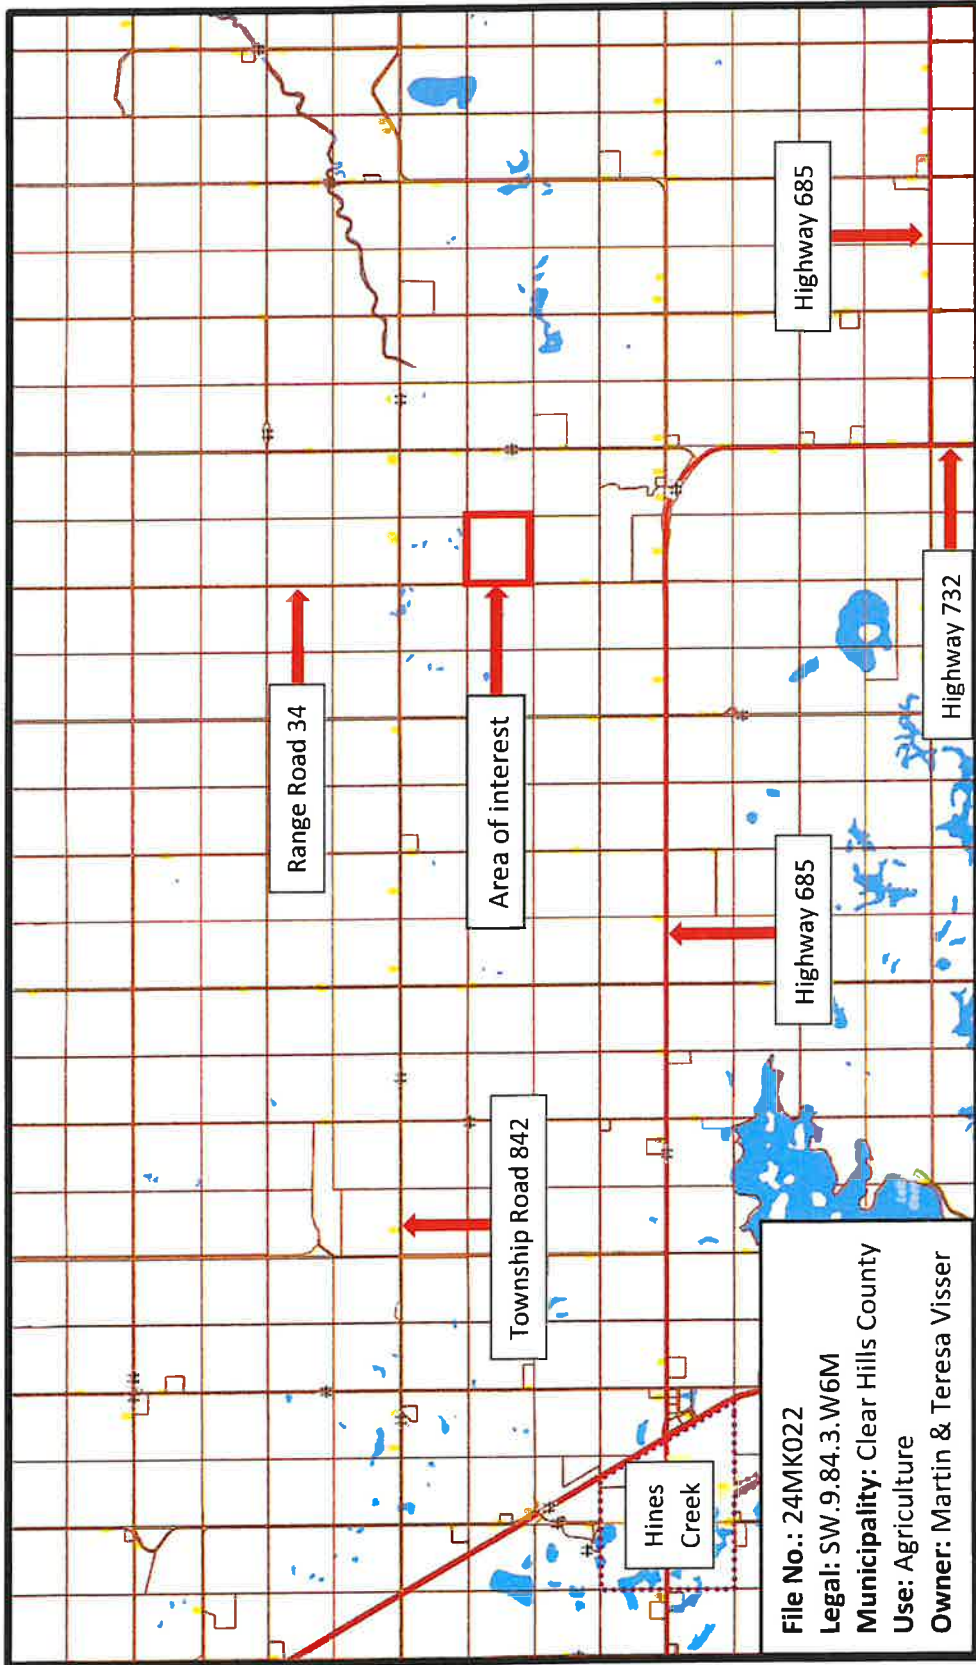 Range Road 34
Area of interest
Township Road 842
Highway 685
Highway 685
Highway 732
Hines
Creek
File No.: 24MK022
Legal: SW.9.84.3.W6M
Municipality: Clear Hills County
Use: Agriculture
Owner: Martin & Teresa Visser